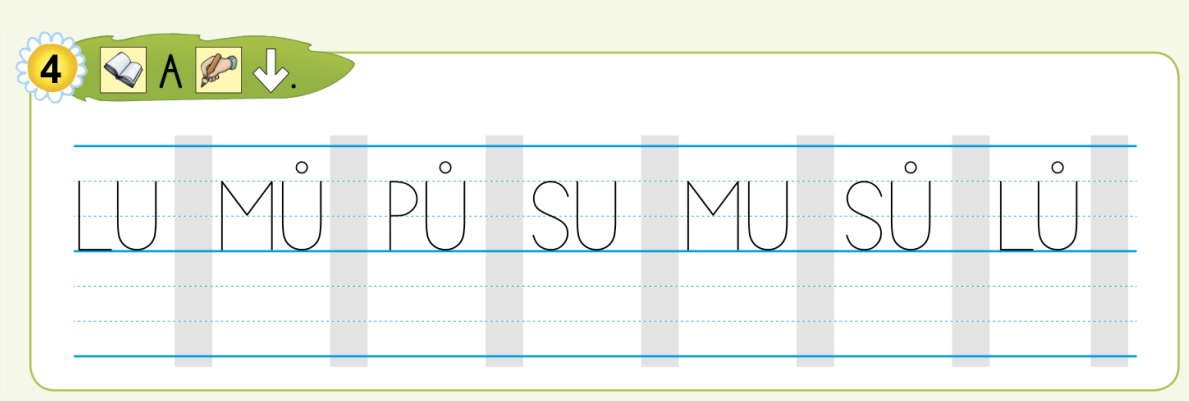 4 A .
LU MŮ PŮ SU MU SŮ LŮ